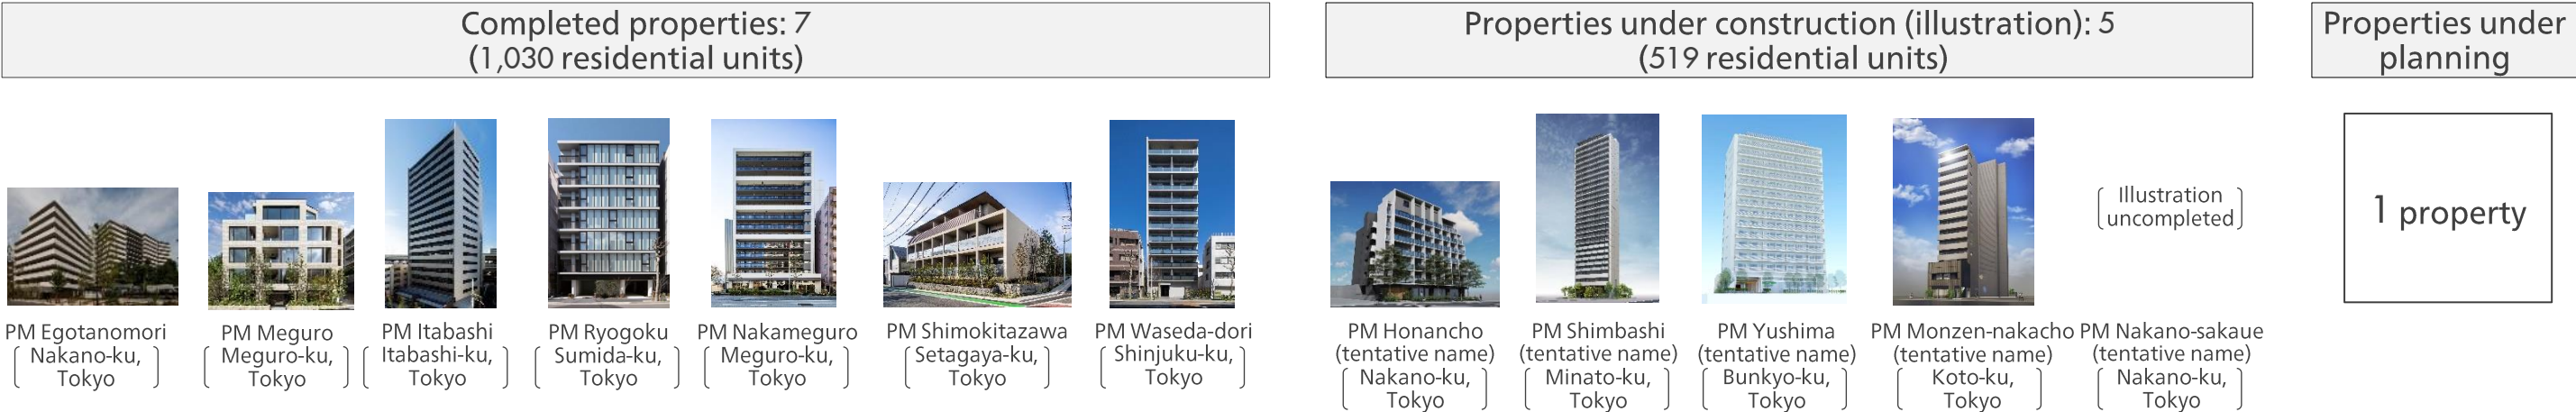 Completed properties: 7
(1,030 residential units)
Properties under construction (illustration): 5
(519 residential units)
Properties under
planning
Illustration
uncompleted
1 property
PM Egotanomori
Nakano-ku,
Tokyo
PM Meguro
Meguro-ku,
Tokyo
PM Itabashi
Itabashi-ku,
Tokyo
PM Ryogoku
Sumida-ku,
Tokyo
PM Nakameguro
Meguro-ku,
Tokyo
PM Shimokitazawa
Setagaya-ku,
Tokyo
PM Waseda-dori
Shinjuku-ku,
Tokyo
PM Honancho
(tentative name)
Nakano-ku,
Tokyo
PM Shimbashi
(tentative name)
Minato-ku,
Tokyo
PM Yushima
(tentative name)
Bunkyo-ku,
Tokyo
PM Monzen-nakacho
(tentative name)
Koto-ku,
Tokyo
PM Nakano-sakaue
(tentative name)
Nakano-ku,
Tokyo